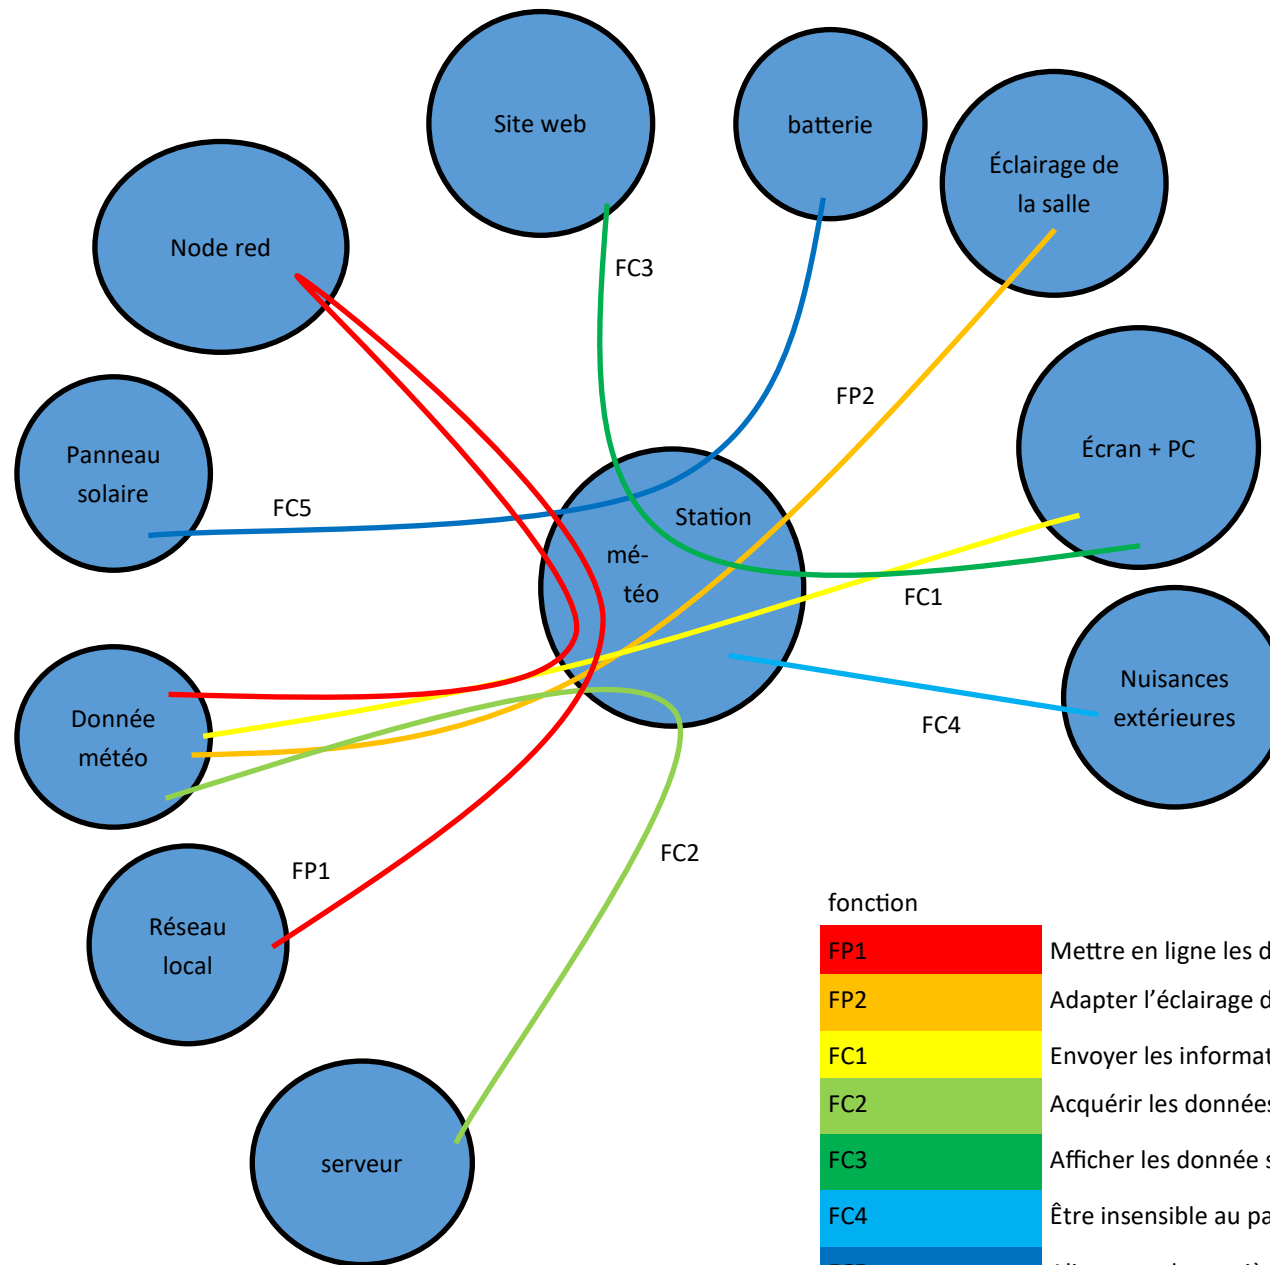 Site web
batterie
Éclairage de
la salle
Node red
FC3
FP2
Écran + PC
Panneau
solaire
FC5
Station
mé-
téo
FC1
Nuisances
extérieures
FC4
Donnée
météo
FC2
FP1
Réseau
local
serveur
fonction
FP1 Mettre en ligne les d
FP2 Adapter l’éclairage d
FC1 Envoyer les informat
FC2 Acquérir les données
FC3 Afficher les donnée s
FC4 Être insensible au pa